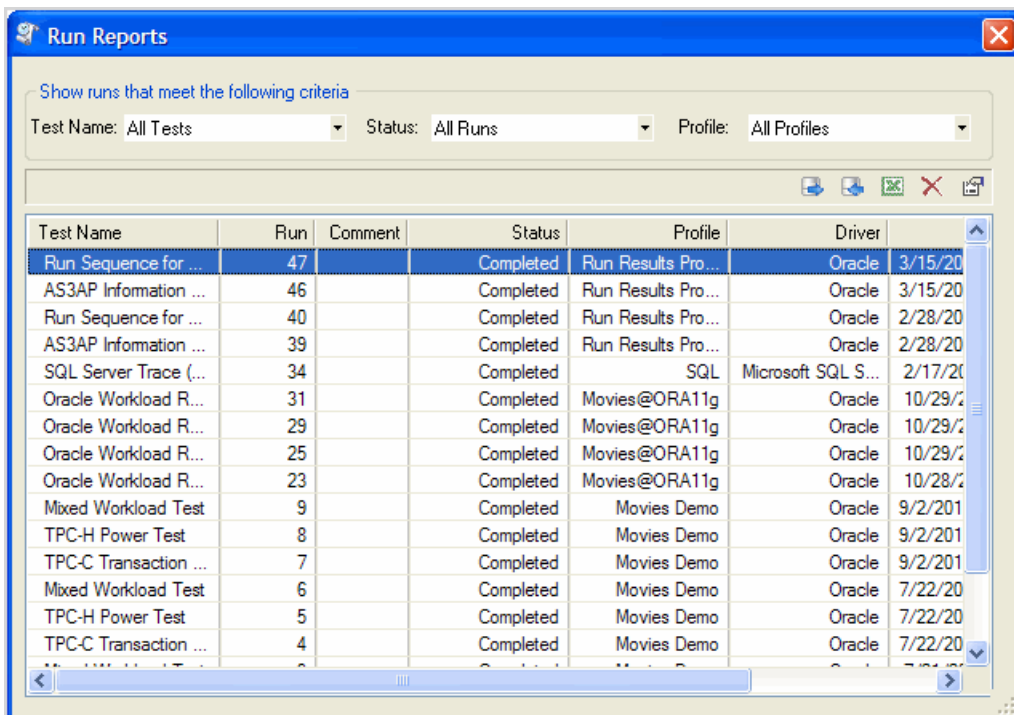 Run Reports
Show runs that meet the following criteria
Test Name: All Tests Status: All Runs Profile: All Profiles
Test Name Run Comment Status Profile Driver
Run Sequence for ... 47 Completed Run Results Pro... Oracle 3/15/20
AS3AP Information ... 46 Completed Run Results Pro... Oracle 3/15/20
Run Sequence for ... 40 Completed Run Results Pro... Oracle 2/28/20
AS3AP Information ... 39 Completed Run Results Pro... Oracle 2/28/20
SQL Server Trace (... 34 Completed SQL Microsoft SQL S... 2/17/20
Oracle Workload R... 31 Completed Movies@ORA11g Oracle 10/29/2
Oracle Workload R... 29 Completed Movies@ORA11g Oracle 10/29/2
Oracle Workload R... 25 Completed Movies@ORA11g Oracle 10/29/2
Oracle Workload R... 23 Completed Movies@ORA11g Oracle 10/28/2
Mixed Workload Test 9 Completed Movies Demo Oracle 9/2/201
TPC-H Power Test 8 Completed Movies Demo Oracle 9/2/201
TPC-C Transaction ... 7 Completed Movies Demo Oracle 9/2/201
Mixed Workload Test 6 Completed Movies Demo Oracle 7/22/20
TPC-H Power Test 5 Completed Movies Demo Oracle 7/22/20
TPC-C Transaction ... 4 Completed Movies Demo Oracle 7/22/20